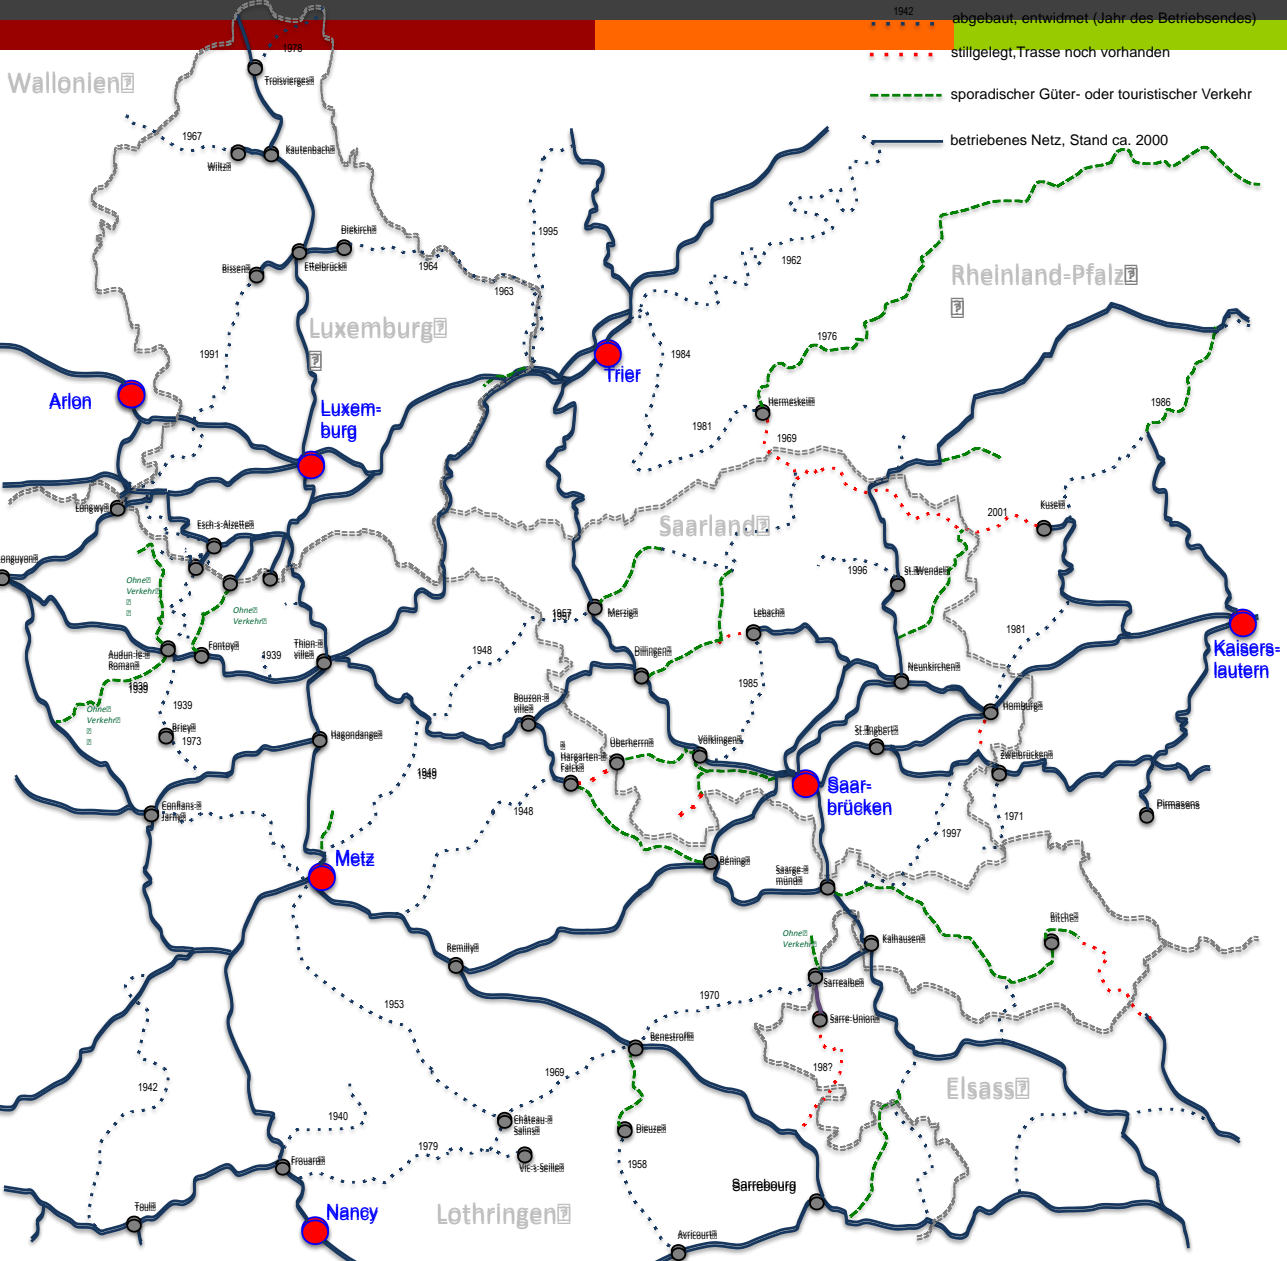 1942
abgebaut, entwidmet (Jahr des Betriebsendes)
stillgelegt,Trasse noch vorhanden
sporadischer Güter- oder touristischer Verkehr
betriebenes Netz, Stand ca. 2000
Wallonien
1978
Troisvierges
1967
Wiltz
Kautenbach
Diekirch
Bissen
Ettelbrück
1964
1963
1995
1962
Rheinland-Pfalz
Luxemburg
1991
1984
1976
Trier
Arlon
Luxem-
burg
Hermeskeil
1981
1969
1986
Longwy
Esch-s-Alzette
Saarland
2001
Kusel
Longuyon
1996
St. Wendel
Ohne
Verkehr
Ohne
Verkehr
1957
Merzig
Lebach
Kaisers-
lautern
Audun-le-
Roman
Fontoy
1939
Thion-
ville
1948
Dillingen
1981
Neunkirchen
1939
1985
Ohne
Verkehr
1939
Bouzon-
ville
Homburg
Briey
1973
Hagondange
Überherrn
Völklingen
St. Ingbert
Hargarten-
Falck
Zweibrücken
1949
Saar-
brücken
Conflans-
Jarny
1948
Pirmasens
1971
1997
Metz
Béning
Saarge-
münd
Bitche
Ohne
Verkehr
Kalhausen
Remilly
Sarrealbe
1970
1953
Sarre-Union
Benestroff
198?
1969
1942
1940
Elsass
Château-
Salins
Dieuze
1979
Frouard
Vic-s-Seille
1958
Sarrebourg
Toul
Nancy
Lothringen
Avricourt